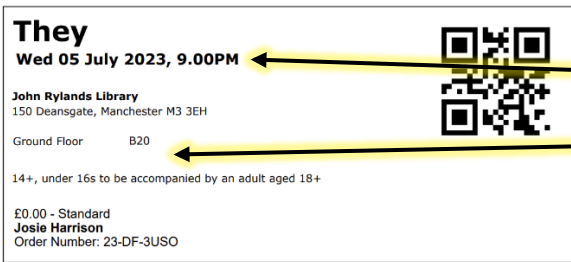 They
Wed 05 July 2023, 9.00PM
John Rylands Library
150 Deansgate, Manchester M3 3EH
Ground Floor B20
14+, under 16s to be accompanied by an adult aged 18+
£0.00 - Standard
Josie Harrison
Order Number: 23-DF-3USO